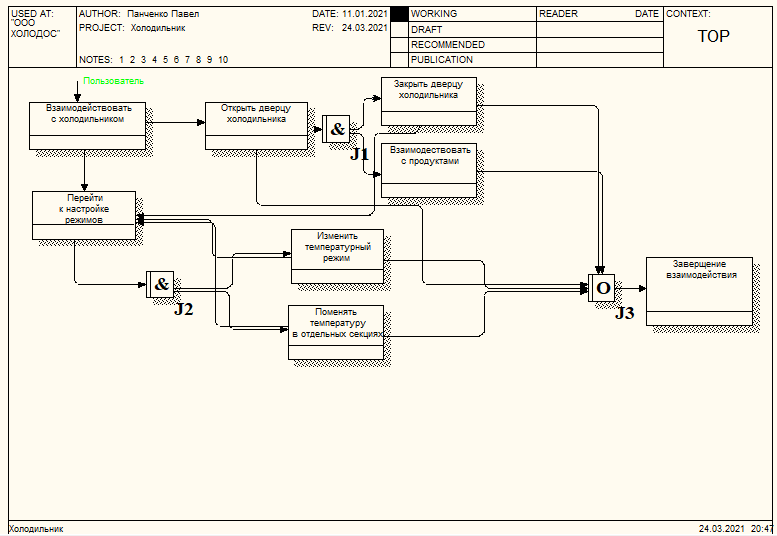 USED AT:
"ООО
ХОЛОДОС"
AUTHOR: Панченко Павел
DATE: 11.01.2021
PROJECT: Холодильник
REV: 24.03.2021
NOTES: 1 2 3 4 5 6 7 8 9 10
WORKING
DRAFT
RECOMMENDED
PUBLICATION
READER
DATE
CONTEXT:
TOP
Пользователь
Взаимодействовать
с холодильником
Открыть дверцу
холодильника
&
J1
Закрыть дверцу
холодильника
Взаимодествовать
с продуктами
Перейти
к настройке
режимов
&
J2
Изменить
температурный
режим
Поменять
температуру
в отдельных секциях
O
J3
Заверщение
взаимодействия
Холодильник
24.03.2021 20:47